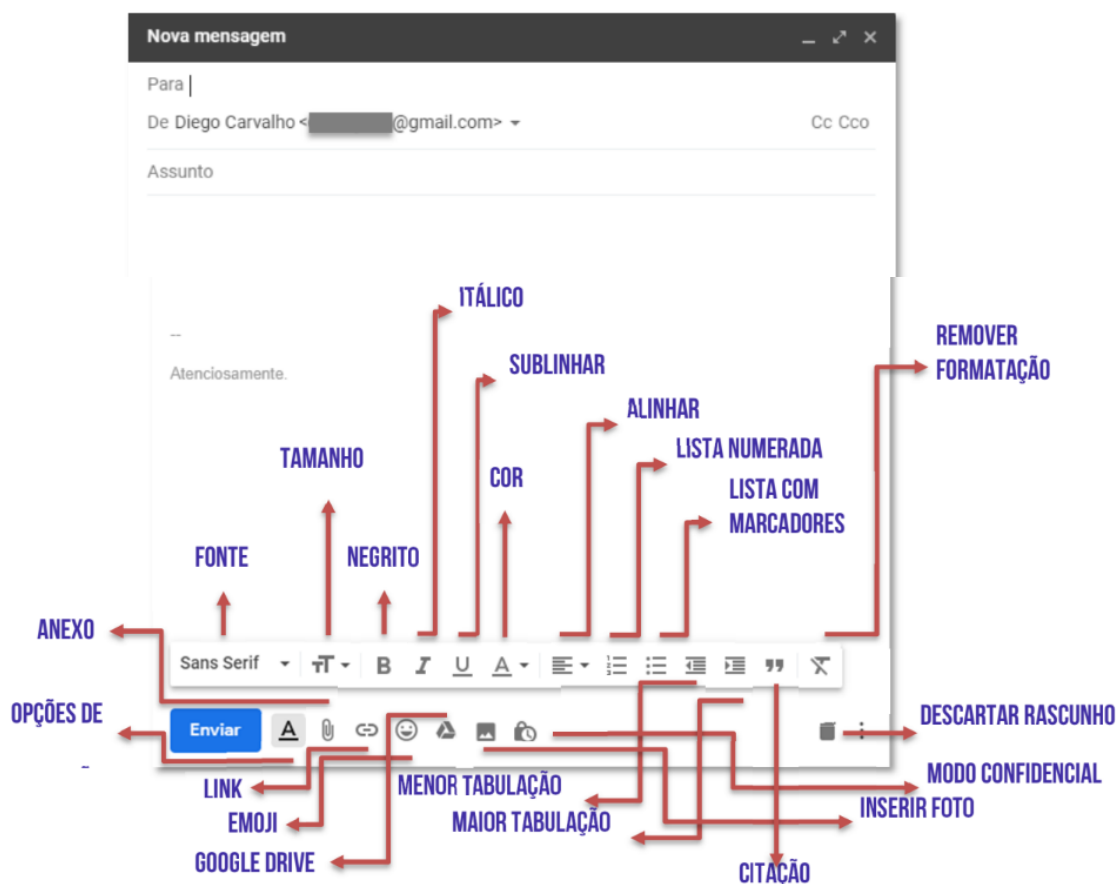 Nova mensagem
Para
De Diego Carvalho < @gmail.com>
Cc Cco
Assunto
ITÁLICO
--
REMOVER
FORMATAÇÃO
Atenciosamente.
SUBLINHAR
ALINHAR
TAMANHO
LISTA NUMERADA
COR
LISTA COM
MARCADORES
FONTE
NEGRITO
ANEXO
Sans Serif
B I U A
OPÇÕES DE
Enviar
A
DESCARTAR RASCUNHO
LINK
MENOR TABULAÇÃO
MODO CONFIDENCIAL
EMOJI
MAIOR TABULAÇÃO
INSERIR FOTO
GOOGLE DRIVE
CITAÇÃO